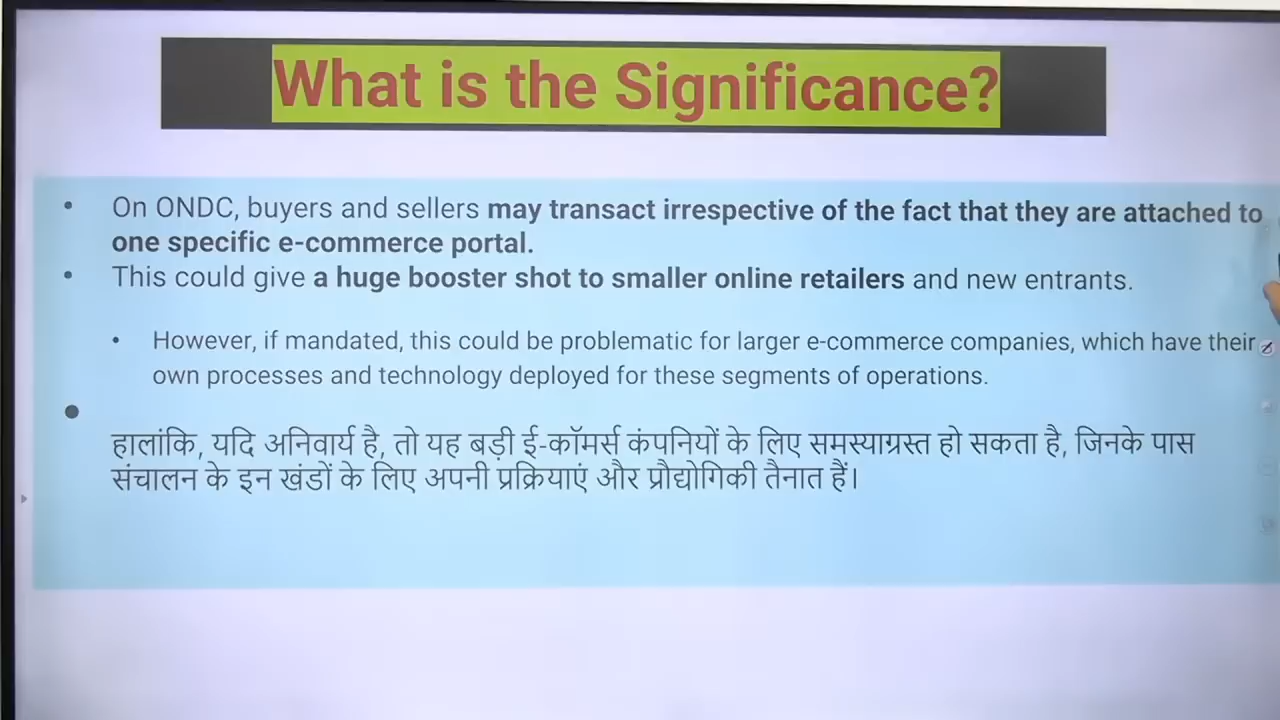 What is the Significance?
• On ONDC, buyers and sellers may transact irrespective of the fact that they are attached to
one specific e-commerce portal.
• This could give a huge booster shot to smaller online retailers and new entrants.
• However, if mandated, this could be problematic for larger e-commerce companies, which have their
own processes and technology deployed for these segments of operations.
•
हालांकि, यदि अनिवार्य है, तो यह बड़ी ई-कॉमर्स कंपनियों के लिए समस्याग्रस्त हो सकता है, जिनके पास
संचालन के इन खंडों के लिए अपनी प्रक्रियाएं और प्रौद्योगिकी तैनात हैं।